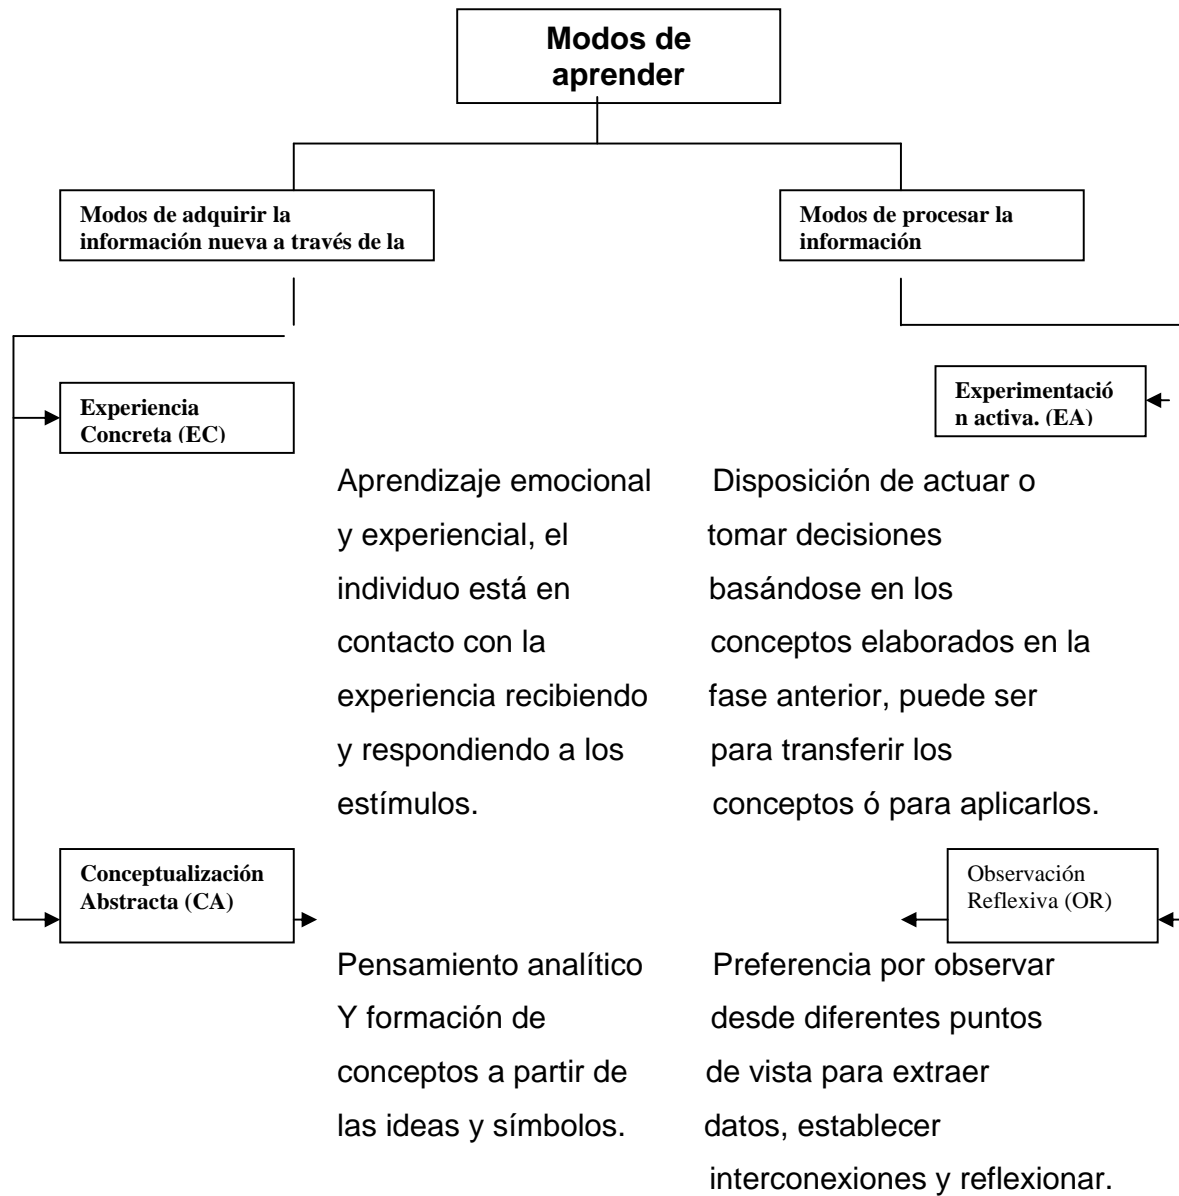 Modos de
aprender
Modos de adquirir la
información nueva a través de la
Modos de procesar la
información
Experiencia
Concreta (EC)
Experimentació
n activa. (EA)
Aprendizaje emocional
y experiencial, el
individuo está en
contacto con la
experiencia recibiendo
y respondiendo a los
estímulos.
Disposición de actuar o
tomar decisiones
basándose en los
conceptos elaborados en la
fase anterior, puede ser
para transferir los
conceptos ó para aplicarlos.
Conceptualización
Abstracta (CA)
Observación
Reflexiva (OR)
Pensamiento analítico
Y formación de
conceptos a partir de
las ideas y símbolos.
Preferencia por observar
desde diferentes puntos
de vista para extraer
datos, establecer
interconexiones y reflexionar.